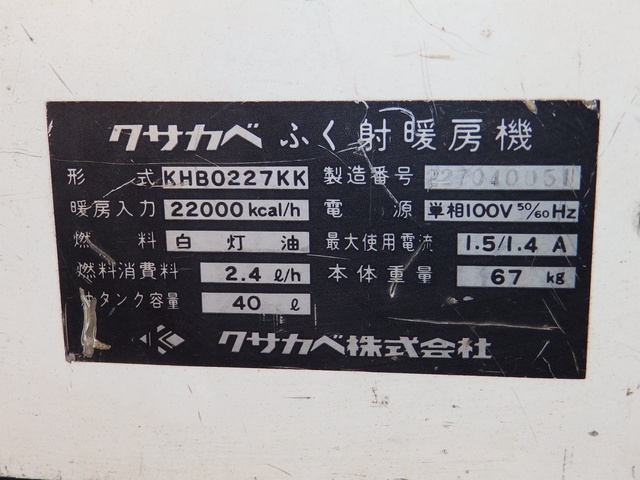 クサカベ ふく射暖房機
形 式 KHB0227KK 製造番号
暖房入力 22000kcal/h 電 源 単相100V 50/60Hz
燃 料 白灯油 最大使用電流 1.5/1.4 A
燃料消費料 2.4 ℓ/h 本体重量 67 kg
タンク容量 40 ℓ
クサカベ株式会社